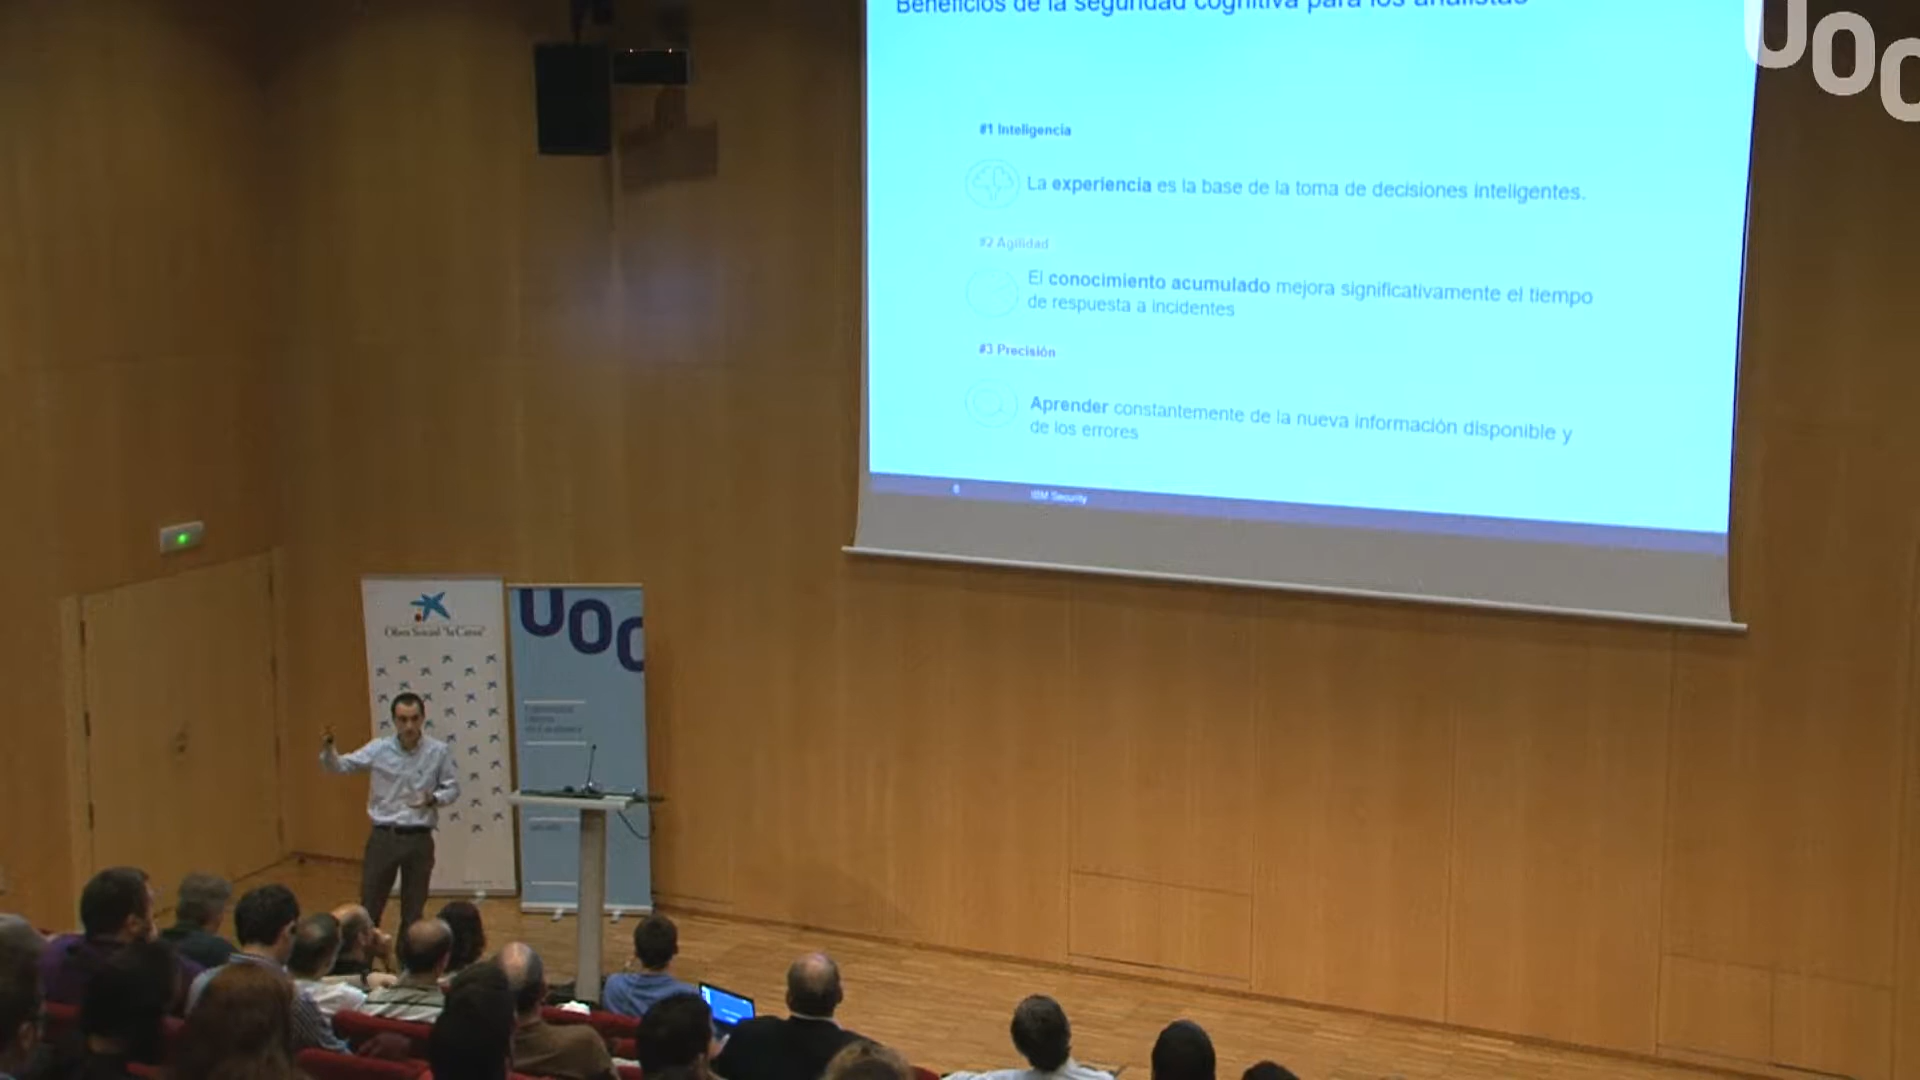 Beneficios de la seguridad cognitiva para los analistas
UOC
#1 Inteligencia
La experiencia es la base de la toma de decisiones inteligentes.
#2 Agilidad
El conocimiento acumulado mejora significativamente el tiempo
de respuesta a incidentes
#3 Precisión
Aprender constantemente de la nueva información disponible y
de los errores
IBM Security
Obra Social "la Caixa"
UOC